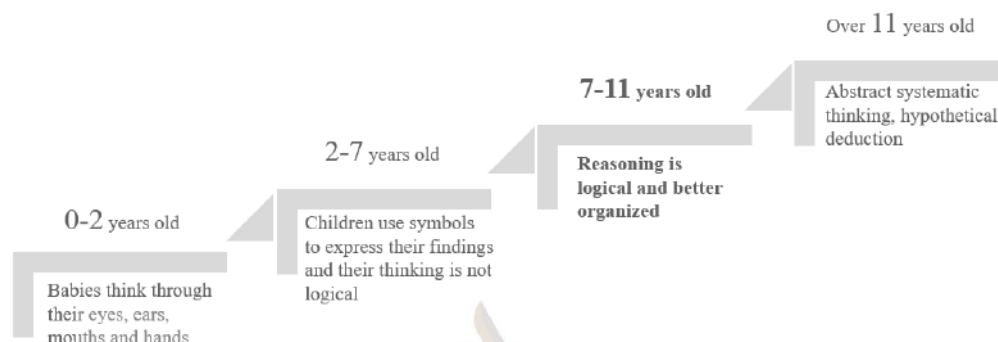 0-2 years old
Babies think through
their eyes, ears,
mouths and hands
2-7 years old
Children use symbols
to express their findings
and their thinking is not
logical
7-11 years old
Reasoning is
logical and better
organized
Over 11 years old
Abstract systematic
thinking, hypothetical
deduction